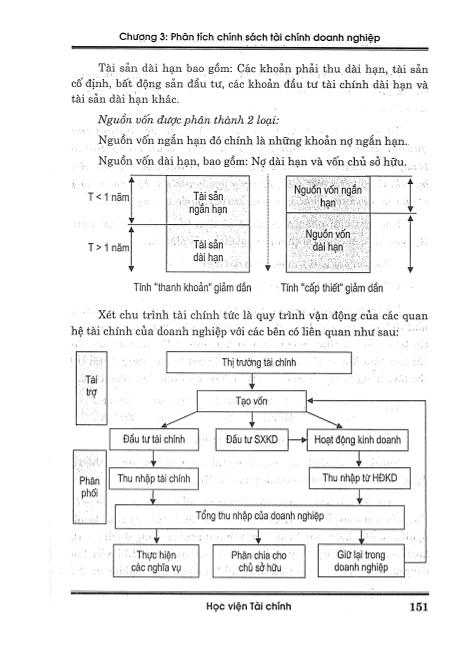 Chương 3: Phân tích chính sách tài chính doanh nghiệp
Tài sản dài hạn bao gồm: Các khoản phải thu dài hạn, tài sản
cố định, bất động sản đầu tư, các khoản đầu tư tài chính dài hạn và
tài sản dài hạn khác.
Nguồn vốn được phân thành 2 loại:
Nguồn vốn ngắn hạn đó chính là những khoản nợ ngắn hạn.
Nguồn vốn dài hạn, bao gồm: Nợ dài hạn và vốn chủ sở hữu.
T < 1 năm
Tài sản
ngắn hạn
Nguồn vốn ngắn
hạn
T > 1 năm
Tài sản
dài hạn
Nguồn vốn
dài hạn
Tính "thanh khoản" giảm dần
Tính "cấp thiết" giảm dần
Xét chu trình tài chính tức là quy trình vận động của các quan
hệ tài chính của doanh nghiệp với các bên có liên quan như sau:
Thị trường tài chính
Tài
trợ
Tạo vốn
Đầu tư tài chính
Đầu tư SXKD
Hoạt động kinh doanh
Phân
phối
Thu nhập tài chính
Thu nhập từ HĐKD
Tổng thu nhập của doanh nghiệp
Thực hiện
các nghĩa vụ
Phân chia cho
chủ sở hữu
Giữ lại trong
doanh nghiệp
Học viện Tài chính
151